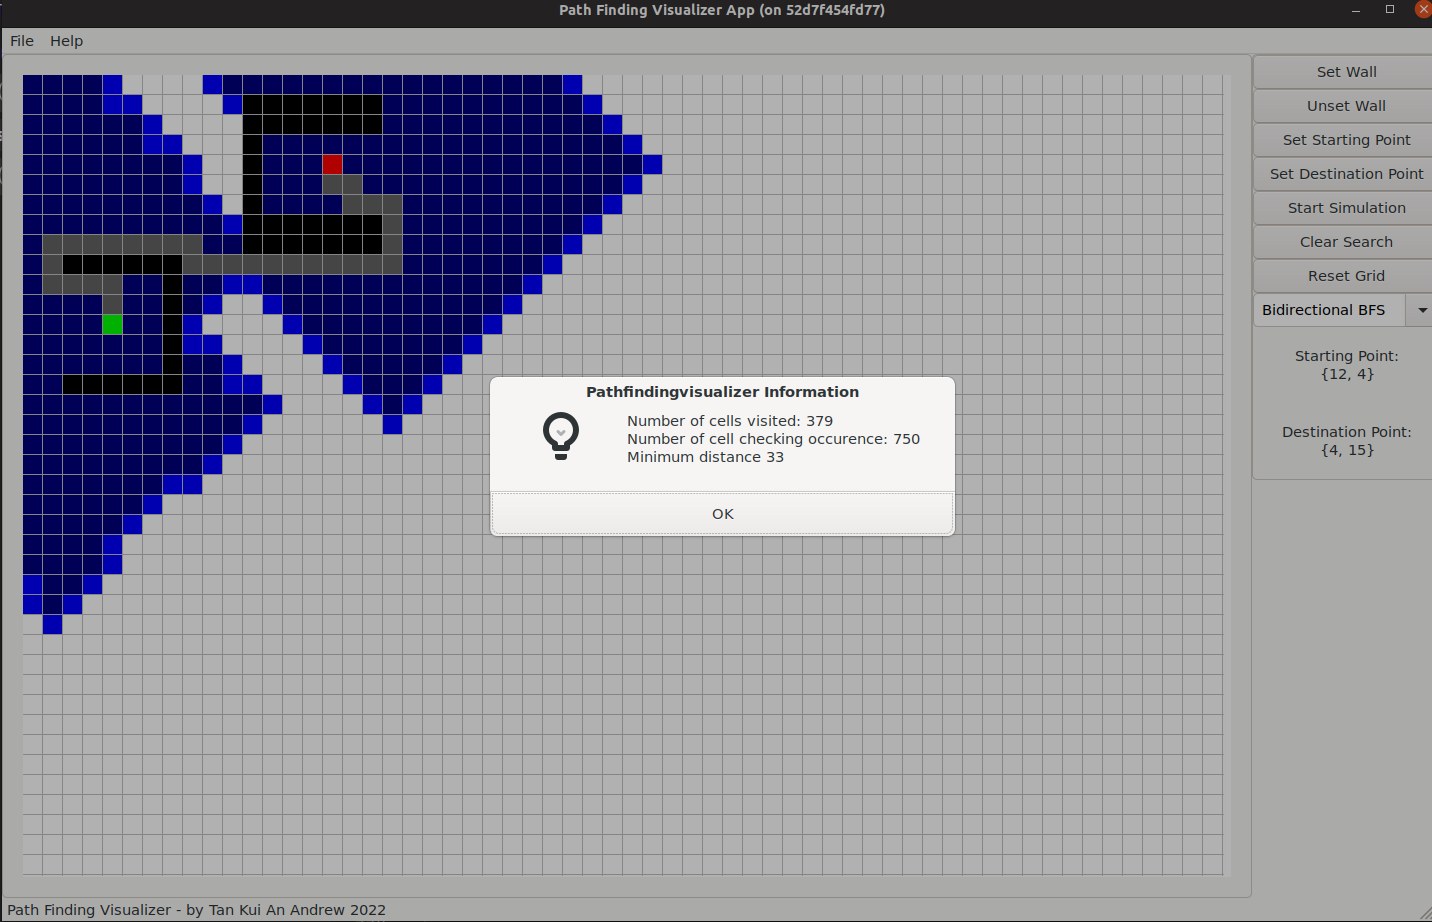 Path Finding Visualizer App (on 52d7f454fd77)
File Help
Set Wall
Unset Wall
Set Starting Point
Set Destination Point
Start Simulation
Clear Search
Reset Grid
Bidirectional BFS
Starting Point:
{12, 4}
Destination Point:
{4, 15}
Pathfindingvisualizer Information
Number of cells visited: 379
Number of cell checking occurence: 750
Minimum distance 33
OK
Path Finding Visualizer - by Tan Kui An Andrew 2022